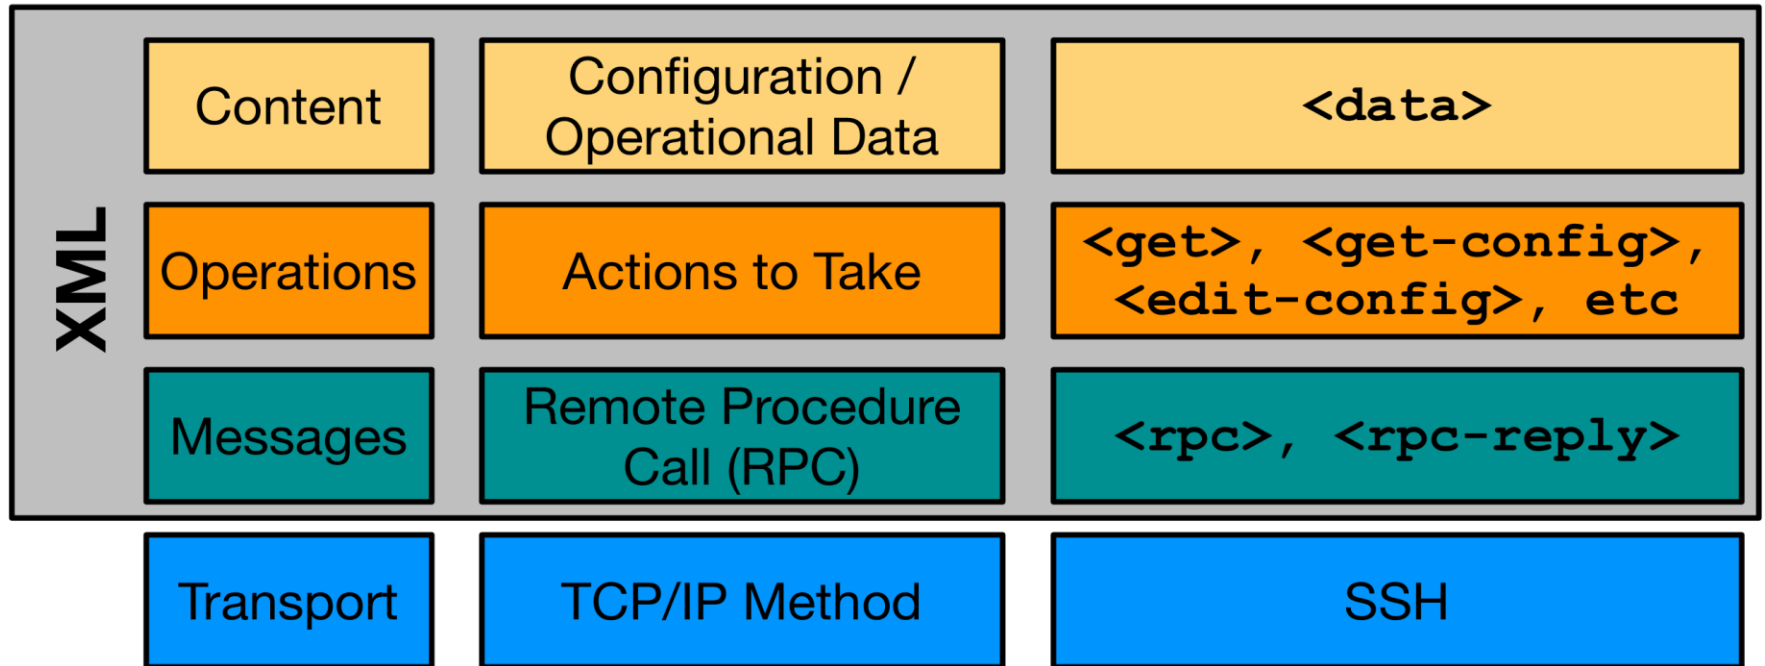 XML
Content
Configuration /
Operational Data
<data>
Operations
Actions to Take
<get>, <get-config>,
<edit-config>, etc
Messages
Remote Procedure
Call (RPC)
<rpc>, <rpc-reply>
Transport
TCP/IP Method
SSH